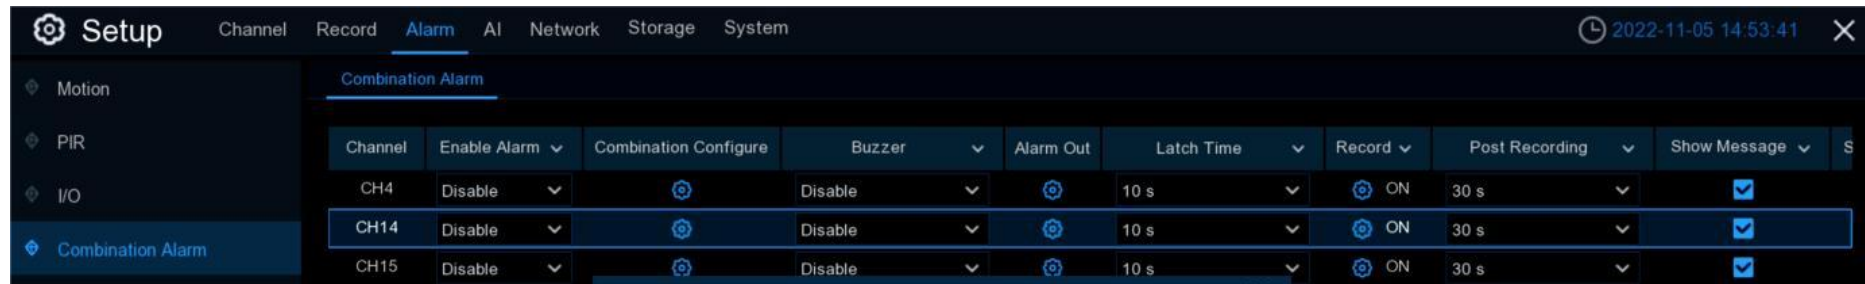 Setup Channel Record Alarm AI Network Storage System 2022-11-05 14:53:41
Motion
Combination Alarm
PIR
Channel Enable Alarm Combination Configure Buzzer Alarm Out Latch Time Record Post Recording Show Message S
I/O
CH4 Disable Disable 10 s ON 30 s
CH14 Disable Disable 10 s ON 30 s
Combination Alarm
CH15 Disable Disable 10 s ON 30 s